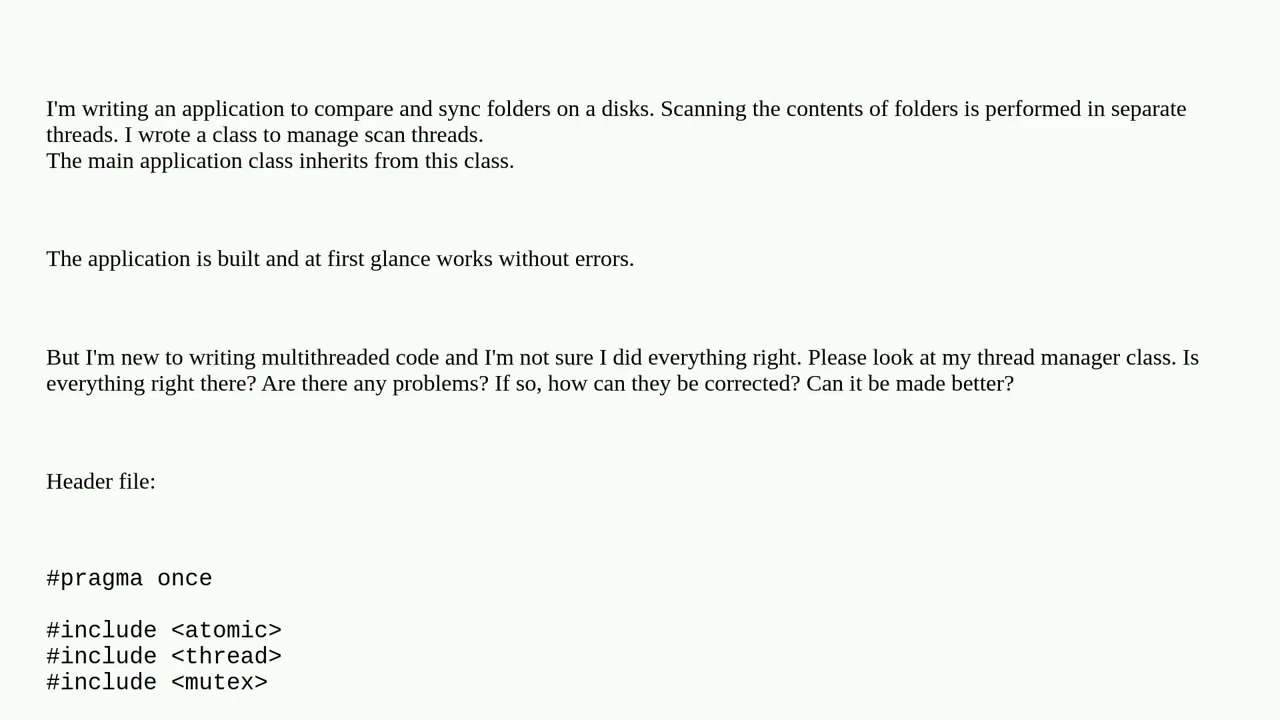 I'm writing an application to compare and sync folders on a disks. Scanning the contents of folders is performed in separate
threads. I wrote a class to manage scan threads.
The main application class inherits from this class.
The application is built and at first glance works without errors.
But I'm new to writing multithreaded code and I'm not sure I did everything right. Please look at my thread manager class. Is
everything right there? Are there any problems? If so, how can they be corrected? Can it be made better?
Header file:
#pragma once
#include <atomic>
#include <thread>
#include <mutex>